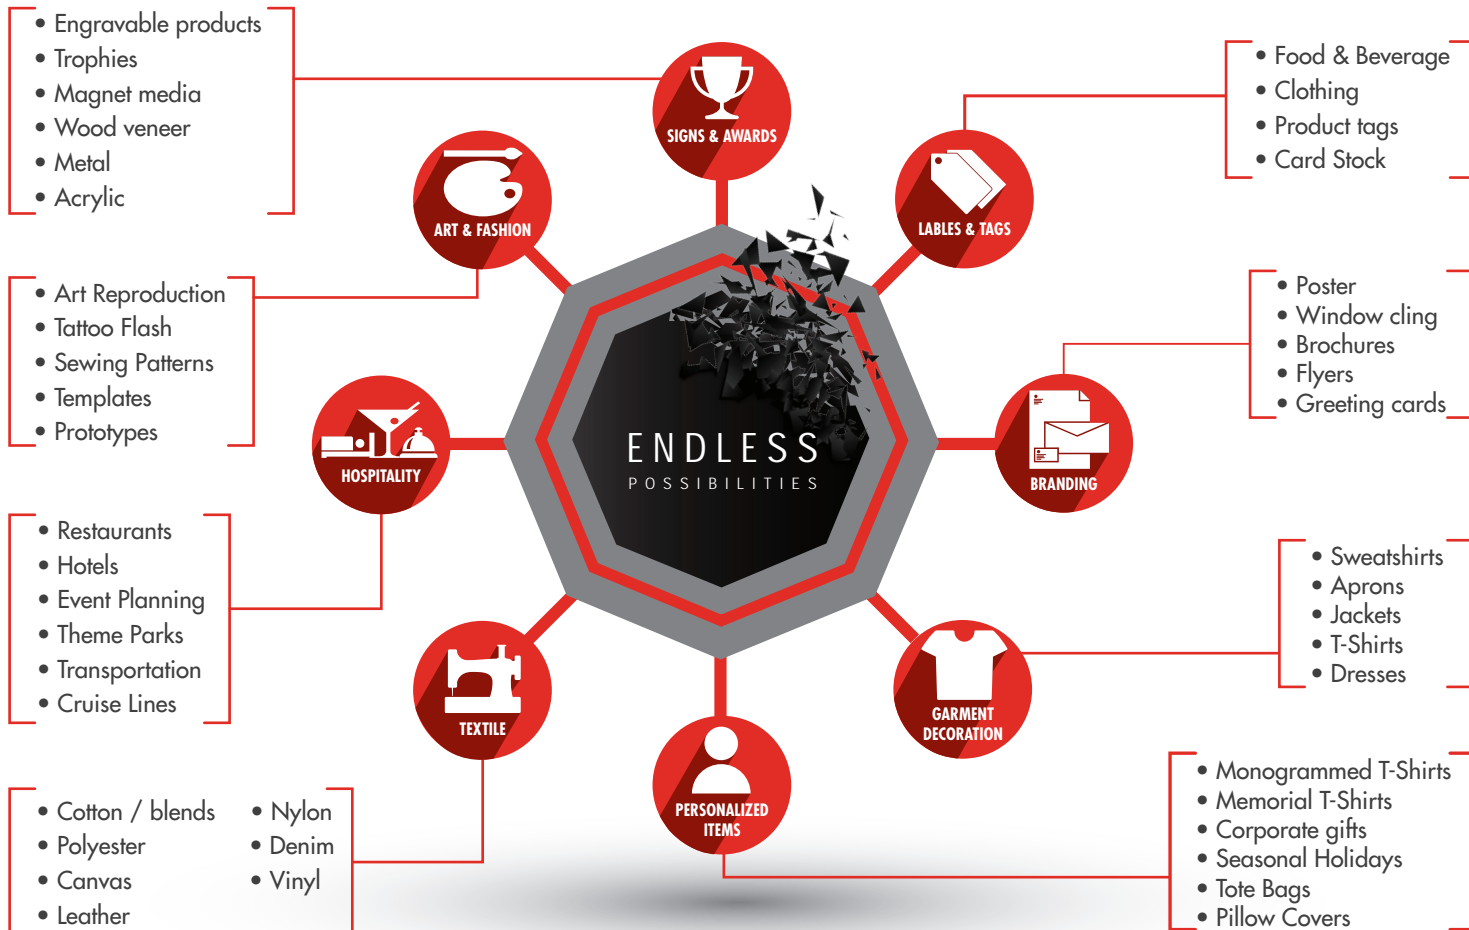 • Engravable products
• Trophies
• Magnet media
• Wood veneer
• Metal
• Acrylic
SIGNS & AWARDS
• Food & Beverage
• Clothing
• Product tags
• Card Stock
LABLES & TAGS
ART & FASHION
• Art Reproduction
• Tattoo Flash
• Sewing Patterns
• Templates
• Prototypes
• Poster
• Window cling
• Brochures
• Flyers
• Greeting cards
BRANDING
HOSPITALITY
ENDLESS
POSSIBILITIES
• Restaurants
• Hotels
• Event Planning
• Theme Parks
• Transportation
• Cruise Lines
• Sweatshirts
• Aprons
• Jackets
• T-Shirts
• Dresses
GARMENT
DECORATION
TEXTILE
• Cotton / blends
• Polyester
• Canvas
• Leather
• Nylon
• Denim
• Vinyl
PERSONALIZED
ITEMS
• Monogrammed T-Shirts
• Memorial T-Shirts
• Corporate gifts
• Seasonal Holidays
• Tote Bags
• Pillow Covers